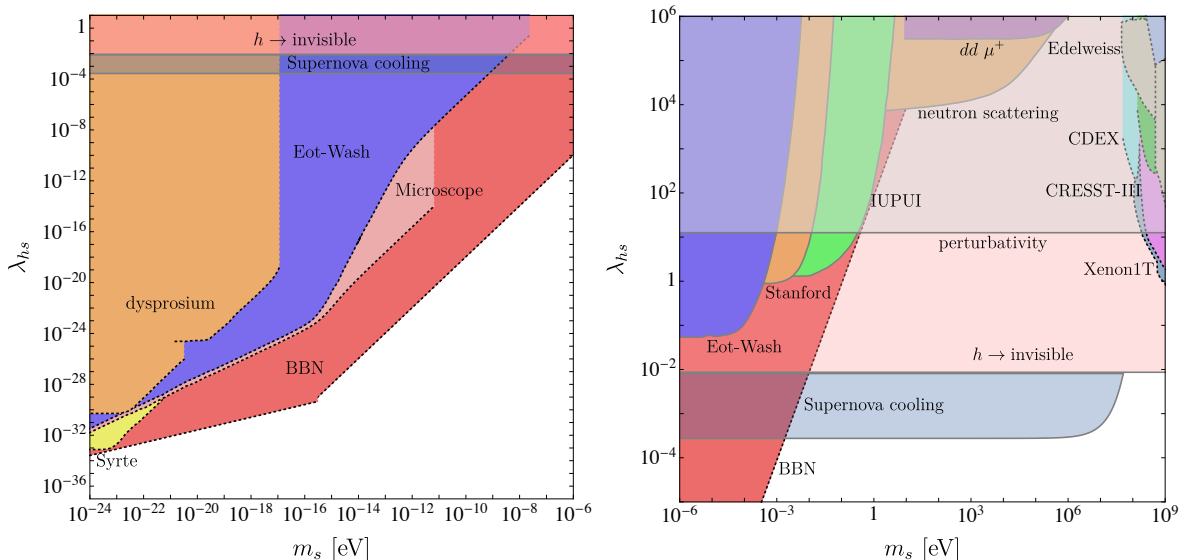 1
10^-4
10^-8
10^-12
10^-16
10^-20
10^-24
10^-28
10^-32
10^-36
λ_hs
h → invisible
Supernova cooling
Eot-Wash
Microscope
dysprosium
BBN
Syrte
10^-24
10^-22
10^-20
10^-18
10^-16
10^-14
10^-12
10^-10
10^-8
10^-6
m_s [eV]
10^6
10^4
10^2
1
10^-2
10^-4
λ_hs
dd μ^+
Edelweiss
neutron scattering
CDEX
CRESST-III
IUPUI
perturbativity
Xenon1T
Stanford
Eot-Wash
h → invisible
Supernova cooling
BBN
10^-6
10^-3
1
10^3
10^6
10^9
m_s [eV]